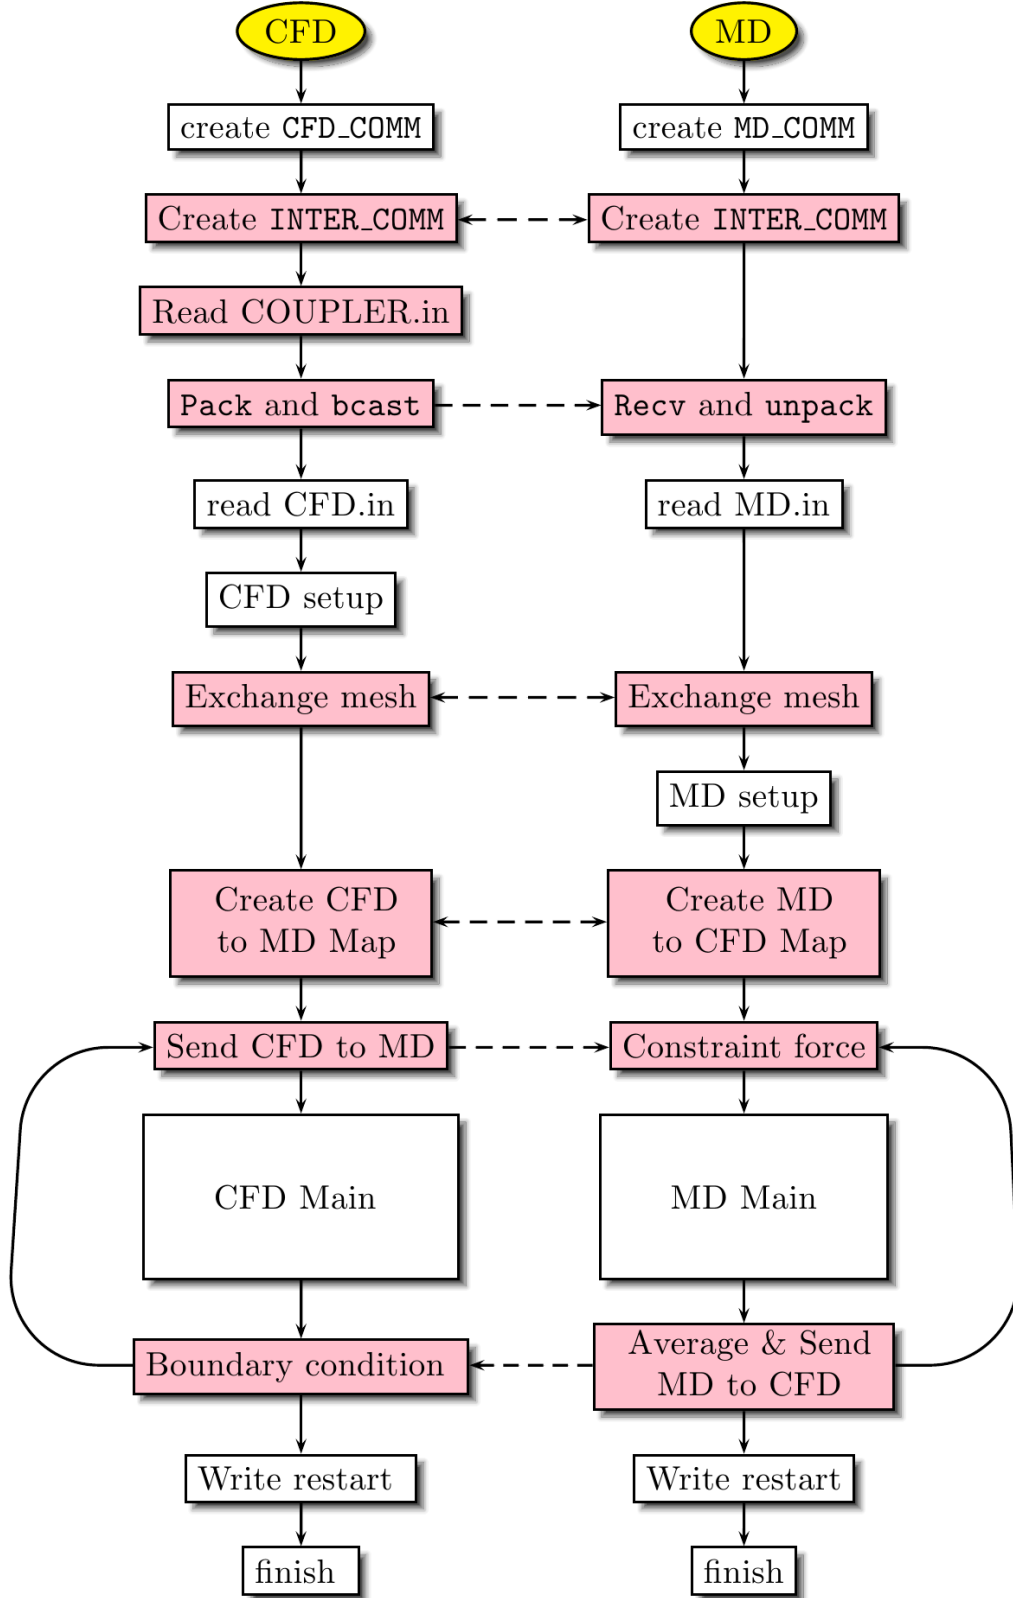 CFD
MD
create CFD_COMM
create MD_COMM
Create INTER_COMM
Create INTER_COMM
Read COUPLER.in
Pack and bcast
Recv and unpack
read CFD.in
read MD.in
CFD setup
Exchange mesh
Exchange mesh
MD setup
Create CFD
to MD Map
Create MD
to CFD Map
Send CFD to MD
Constraint force
CFD Main
MD Main
Boundary condition
Average & Send
MD to CFD
Write restart
Write restart
finish
finish